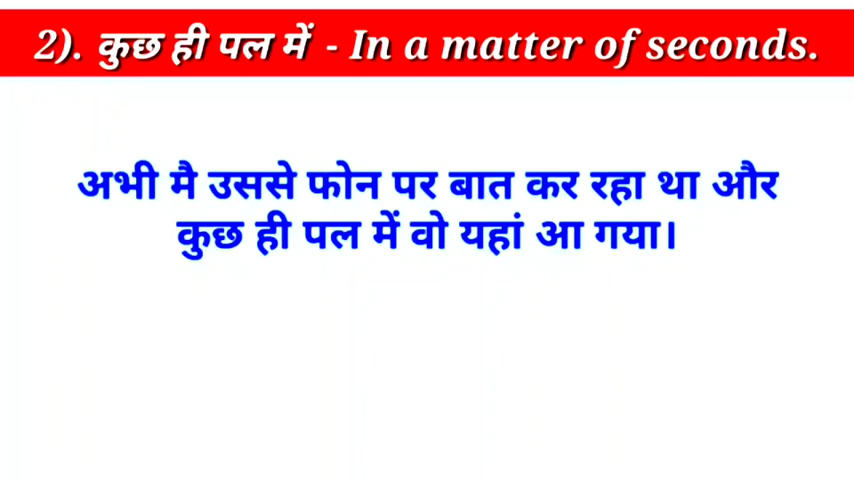 2). कुछ ही पल में - In a matter of seconds.
अभी मै उससे फोन पर बात कर रहा था और
कुछ ही पल में वो यहां आ गया।